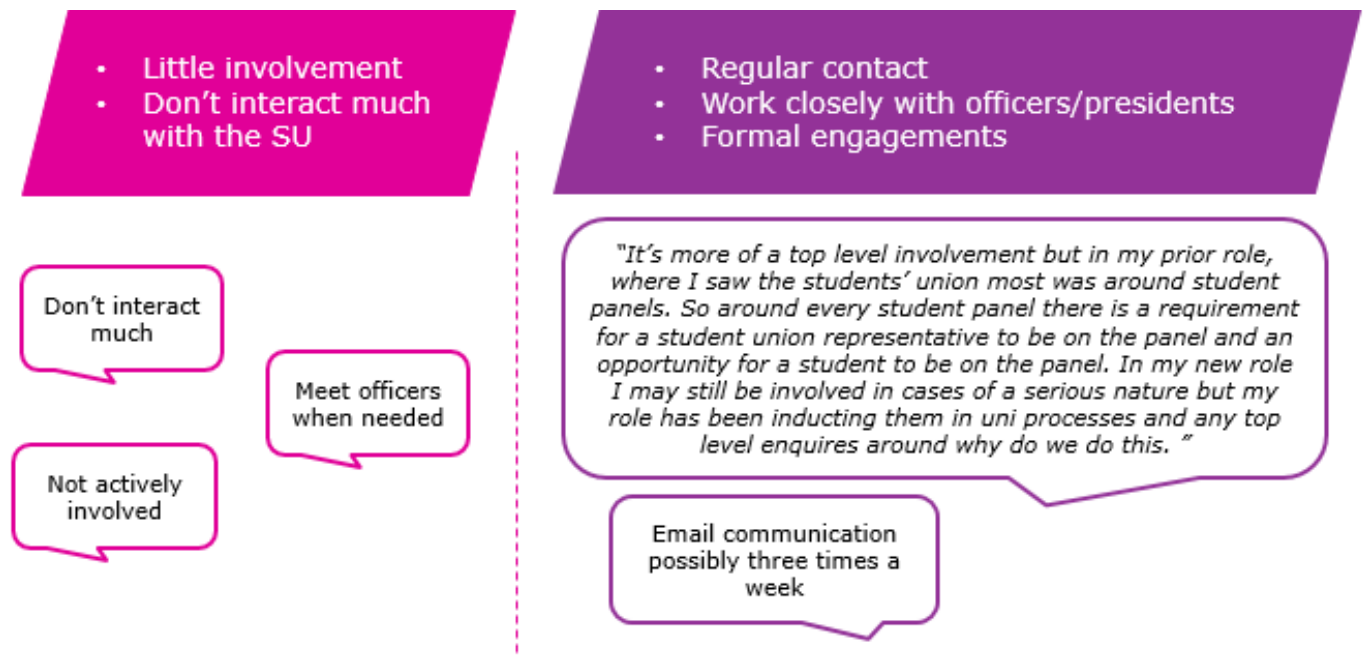 • Little involvement
• Don’t interact much
with the SU
• Regular contact
• Work closely with officers/presidents
• Formal engagements
Don’t interact
much
Meet officers
when needed
Not actively
involved
“It’s more of a top level involvement but in my prior role,
where I saw the students’ union most was around student
panels. So around every student panel there is a requirement
for a student union representative to be on the panel and an
opportunity for a student to be on the panel. In my new role
I may still be involved in cases of a serious nature but my
role has been inducting them in uni processes and any top
level enquires around why do we do this. ”
Email communication
possibly three times a
week